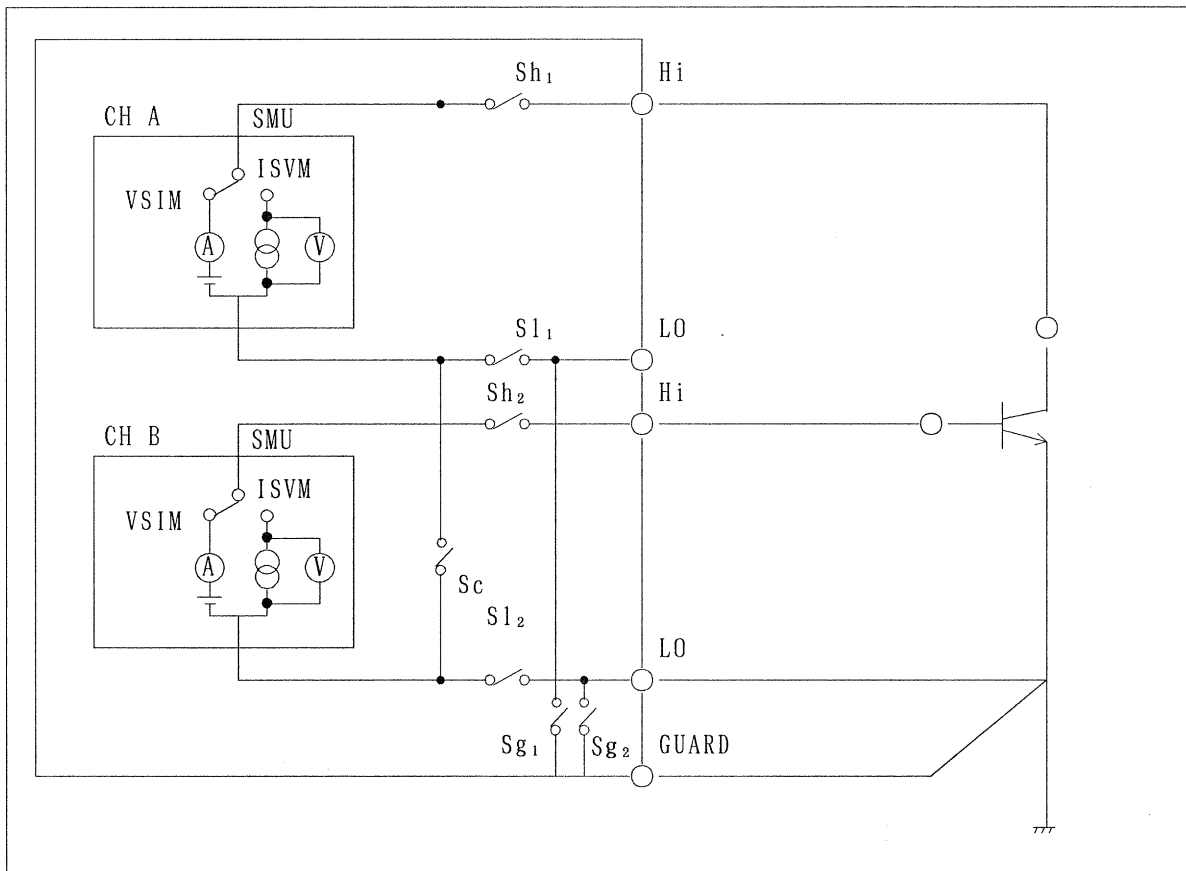 Sh₁
Hi
CH A
SMU
ISVM
VSIM
A
V
Sl₁
LO
Sh₂
Hi
CH B
SMU
ISVM
VSIM
A
V
Sc
Sl₂
LO
Sg₁
Sg₂
GUARD